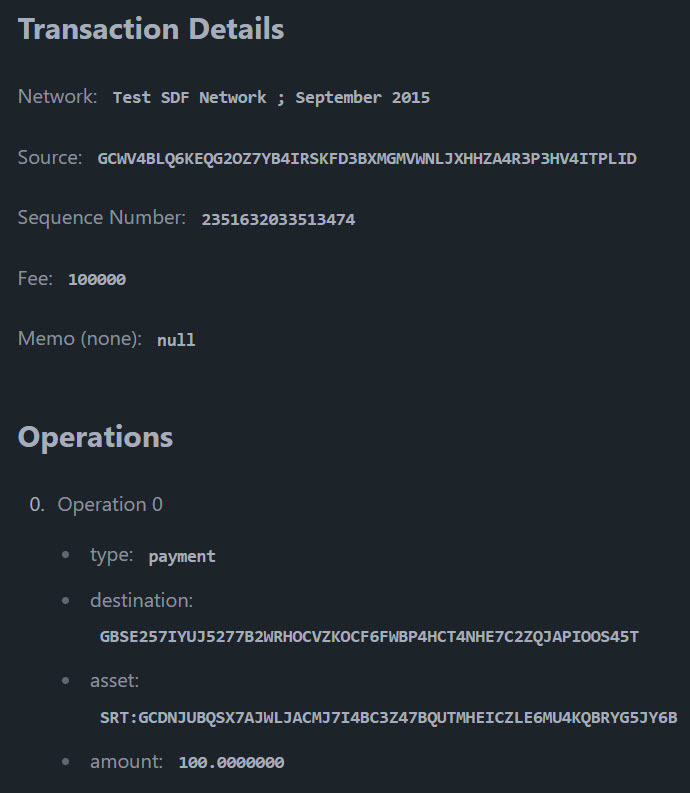 Transaction Details
Network: Test SDF Network ; September 2015
Source: GCWV4BLQ6KEQG2OZ7YB4IRSKFD3BXMGMVWNLJXHHZA4R3P3HV4ITPLID
Sequence Number: 2351632033513474
Fee: 100000
Memo (none): null
Operations
0. Operation 0
• type: payment
• destination:
GBSE257IYUJ5277B2WRHOCVZKOCF6FWBP4HCT4NHE7C2ZQJAPIOOS45T
• asset:
SRT:GCDNJUBQSX7AJWLJACMJ7I4BC3Z47BQUTMHEICZLE6MU4KQBRYG5JY6B
• amount: 100.0000000